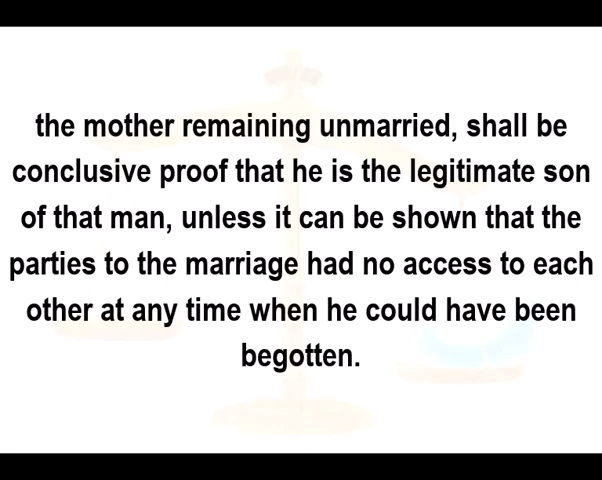 the mother remaining unmarried, shall be
conclusive proof that he is the legitimate son
of that man, unless it can be shown that the
parties to the marriage had no access to each
other at any time when he could have been
begotten.